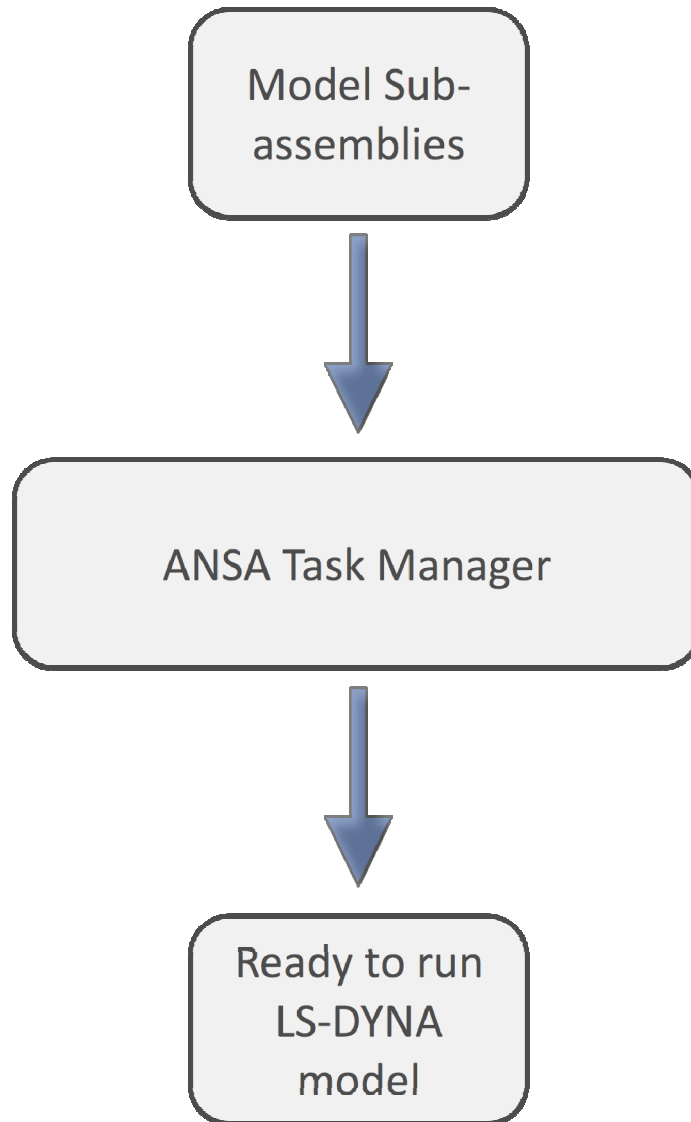 Model Sub-
assemblies
ANSA Task Manager
Ready to run
LS-DYNA
model